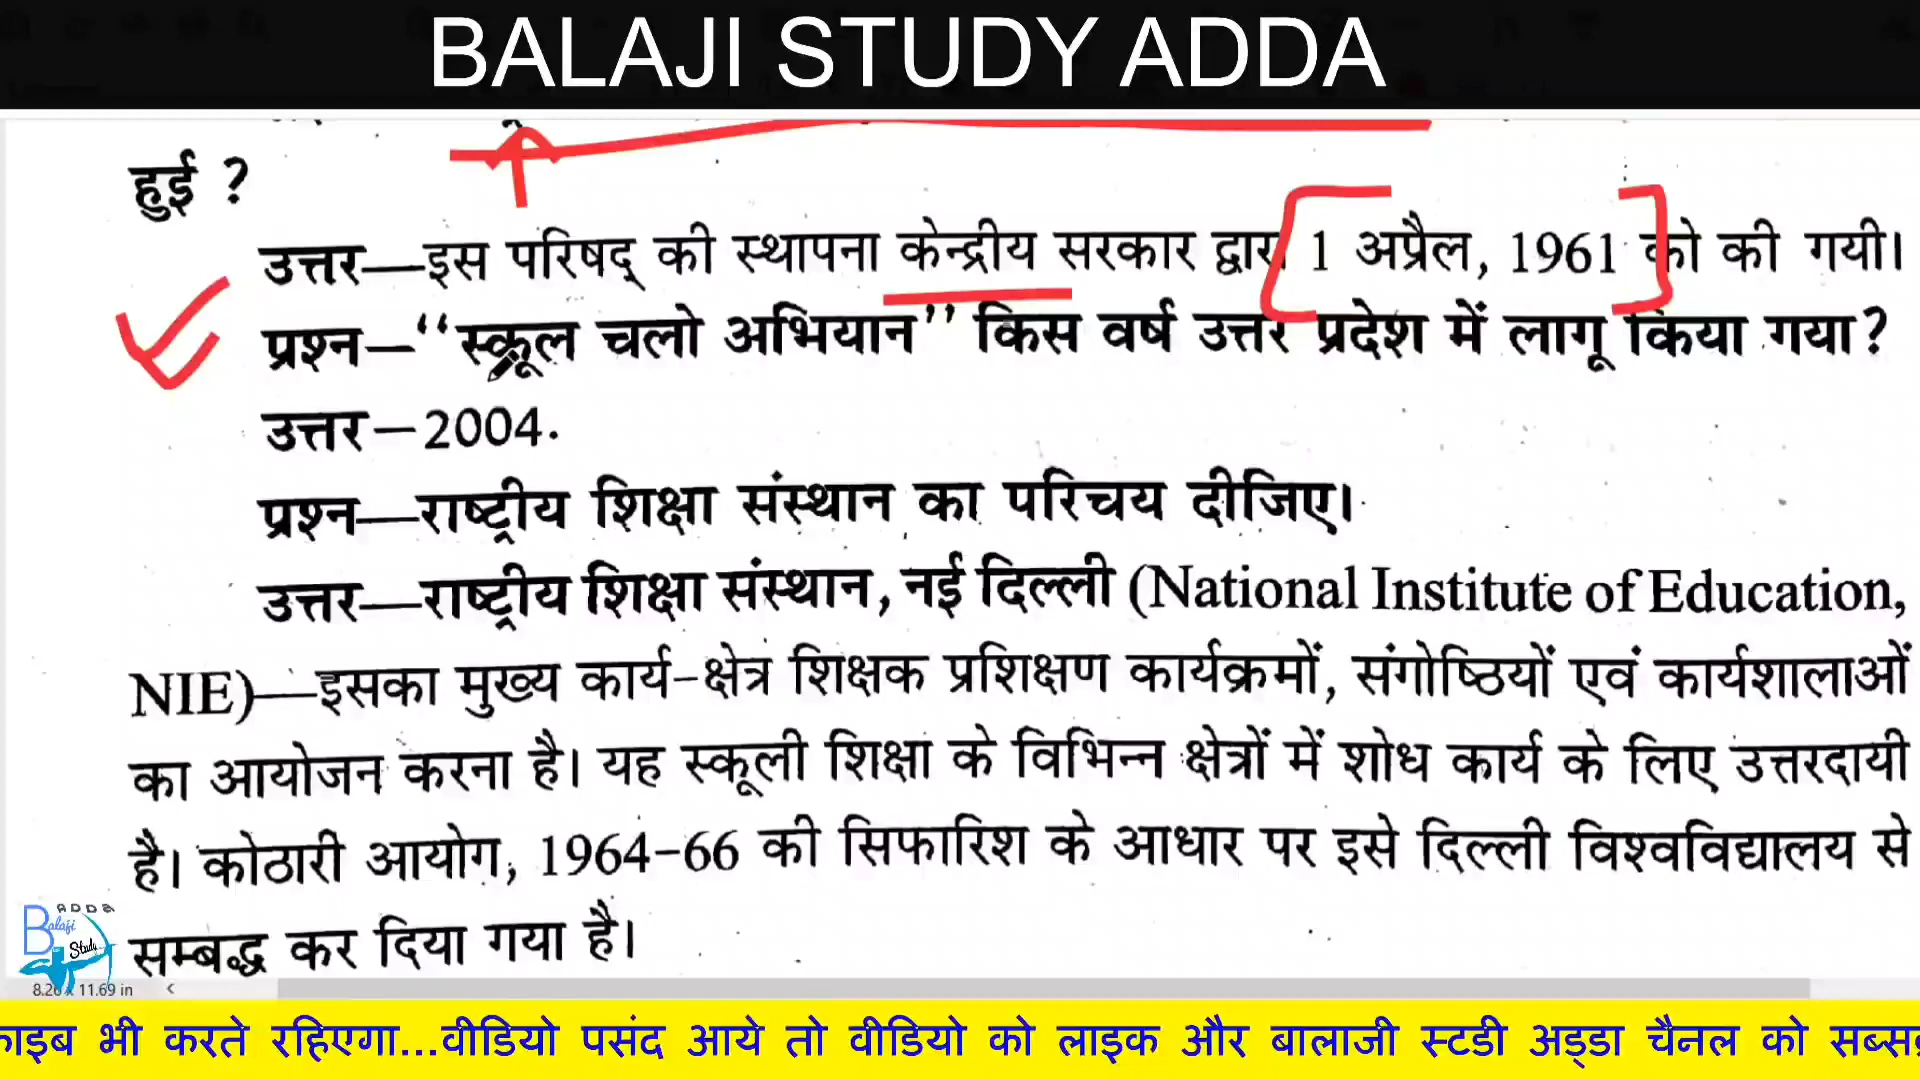 BALAJI STUDY ADDA
हुई ?
उत्तर—इस परिषद् की स्थापना केन्द्रीय सरकार द्वारा 1 अप्रैल, 1961 को की गयी।
प्रश्न–‘‘स्कूल चलो अभियान’’ किस वर्ष उत्तर प्रदेश में लागू किया गया?
उत्तर–2004.
प्रश्न—राष्ट्रीय शिक्षा संस्थान का परिचय दीजिए।
उत्तर—राष्ट्रीय शिक्षा संस्थान, नई दिल्ली (National Institute of Education,
NIE)—इसका मुख्य कार्य-क्षेत्र शिक्षक प्रशिक्षण कार्यक्रमों, संगोष्ठियों एवं कार्यशालाओं
का आयोजन करना है। यह स्कूली शिक्षा के विभिन्न क्षेत्रों में शोध कार्य के लिए उत्तरदायी
है। कोठारी आयोग, 1964-66 की सिफारिश के आधार पर इसे दिल्ली विश्वविद्यालय से
सम्बद्ध कर दिया गया है।
ADDA
Balaji
Study
8.26 x 11.69 in
भी करते रहिएगा...वीडियो पसंद आये तो वीडियो को लाइक और बालाजी स्टडी अड्डा चैनल को